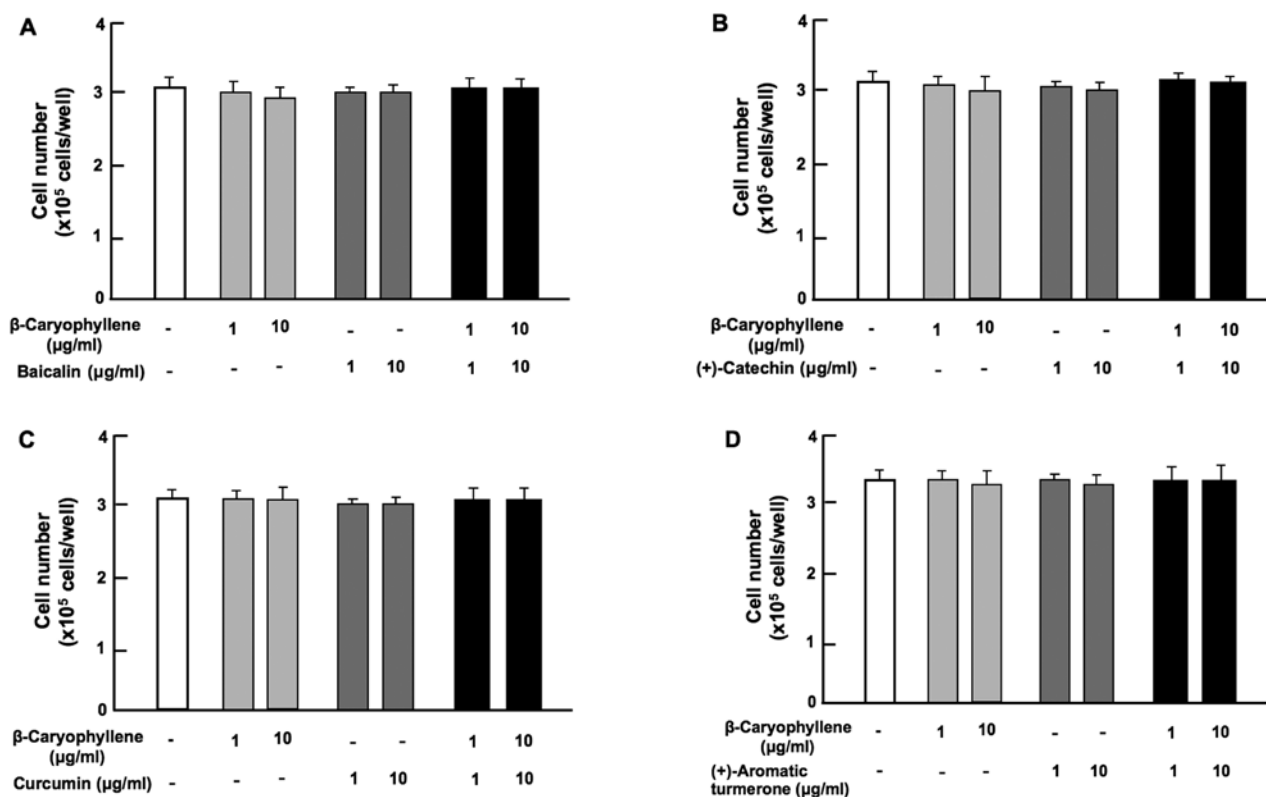 A
Cell number
(x10⁵ cells/well)
4
3
2
1
0
β-Caryophyllene
(µg/ml)
- 1 10 - - 1 10
Baicalin (µg/ml)
- - - 1 10 1 10
B
Cell number
(x10⁵ cells/well)
4
3
2
1
0
β-Caryophyllene
(µg/ml)
- 1 10 - - 1 10
(+)-Catechin (µg/ml)
- - - 1 10 1 10
C
Cell number
(x10⁵ cells/well)
4
3
2
1
0
β-Caryophyllene
(µg/ml)
- 1 10 - - 1 10
Curcumin (µg/ml)
- - - 1 10 1 10
D
Cell number
(x10⁵ cells/well)
4
3
2
1
0
β-Caryophyllene
(µg/ml)
- 1 10 - - 1 10
(+)-Aromatic
turmerone (µg/ml)
- - - 1 10 1 10